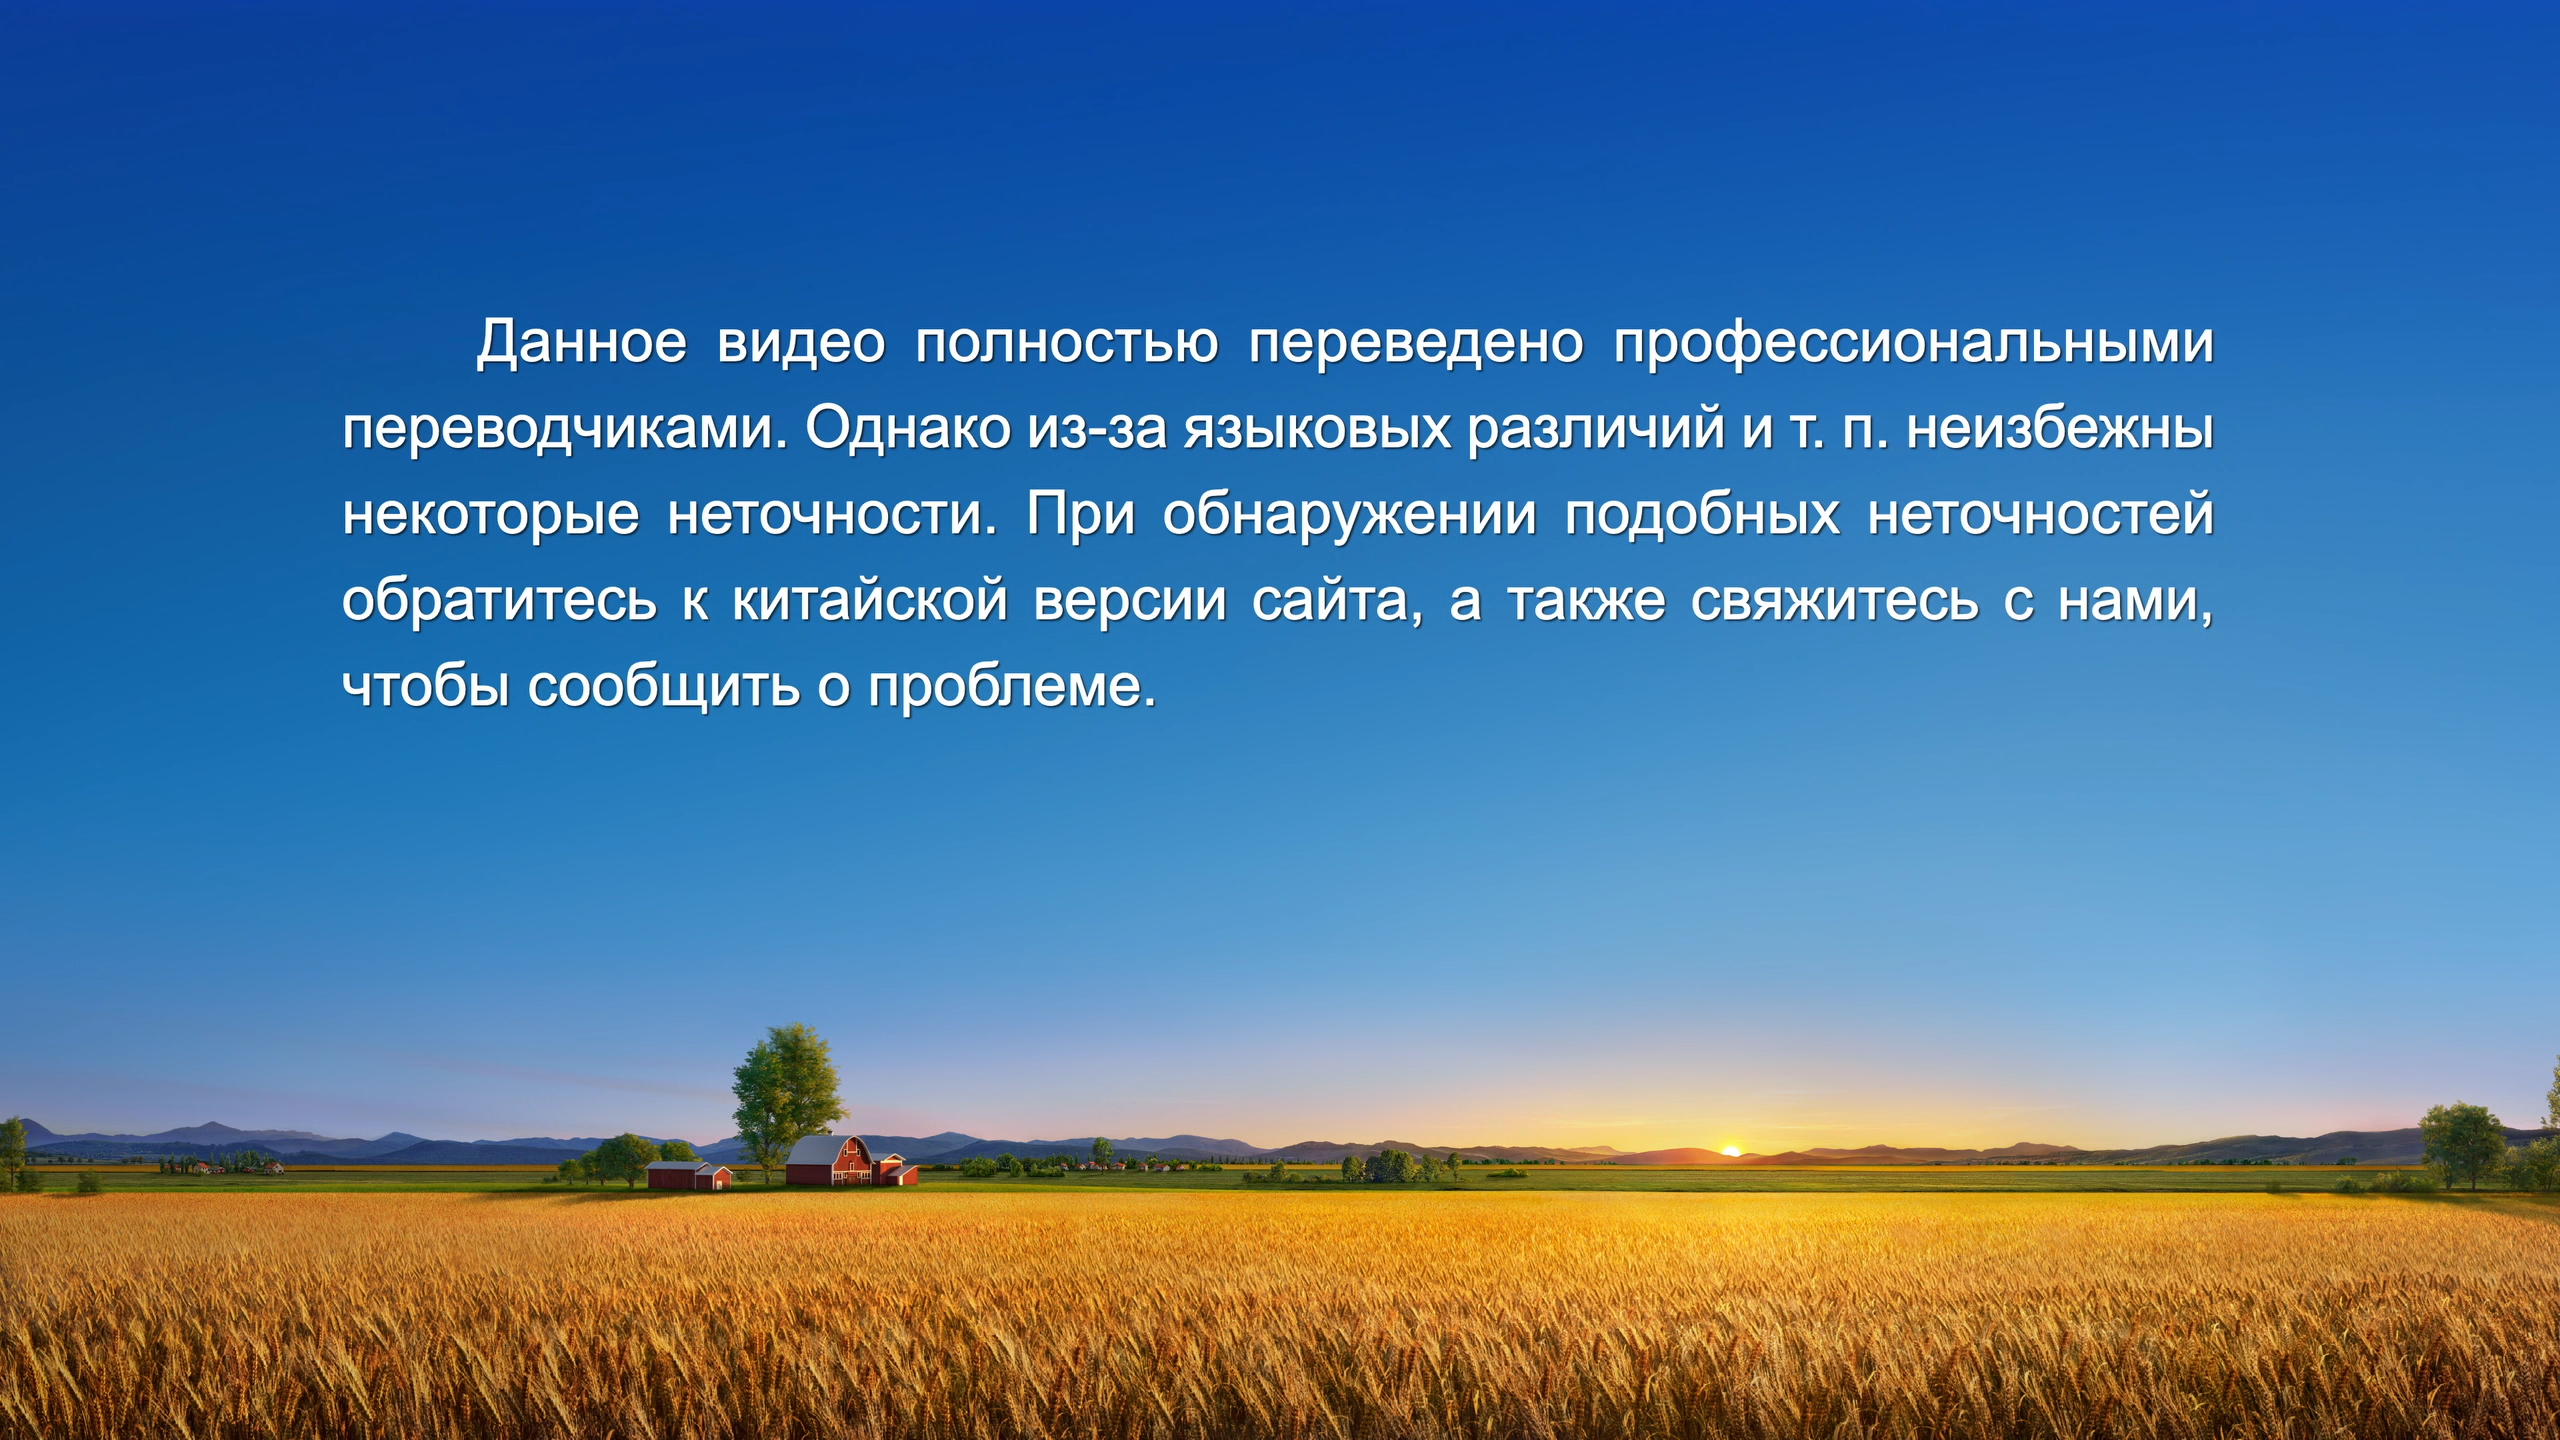 Данное видео полностью переведено профессиональными
переводчиками. Однако из-за языковых различий и т. п. неизбежны
некоторые неточности. При обнаружении подобных неточностей
обратитесь к китайской версии сайта, а также свяжитесь с нами,
чтобы сообщить о проблеме.